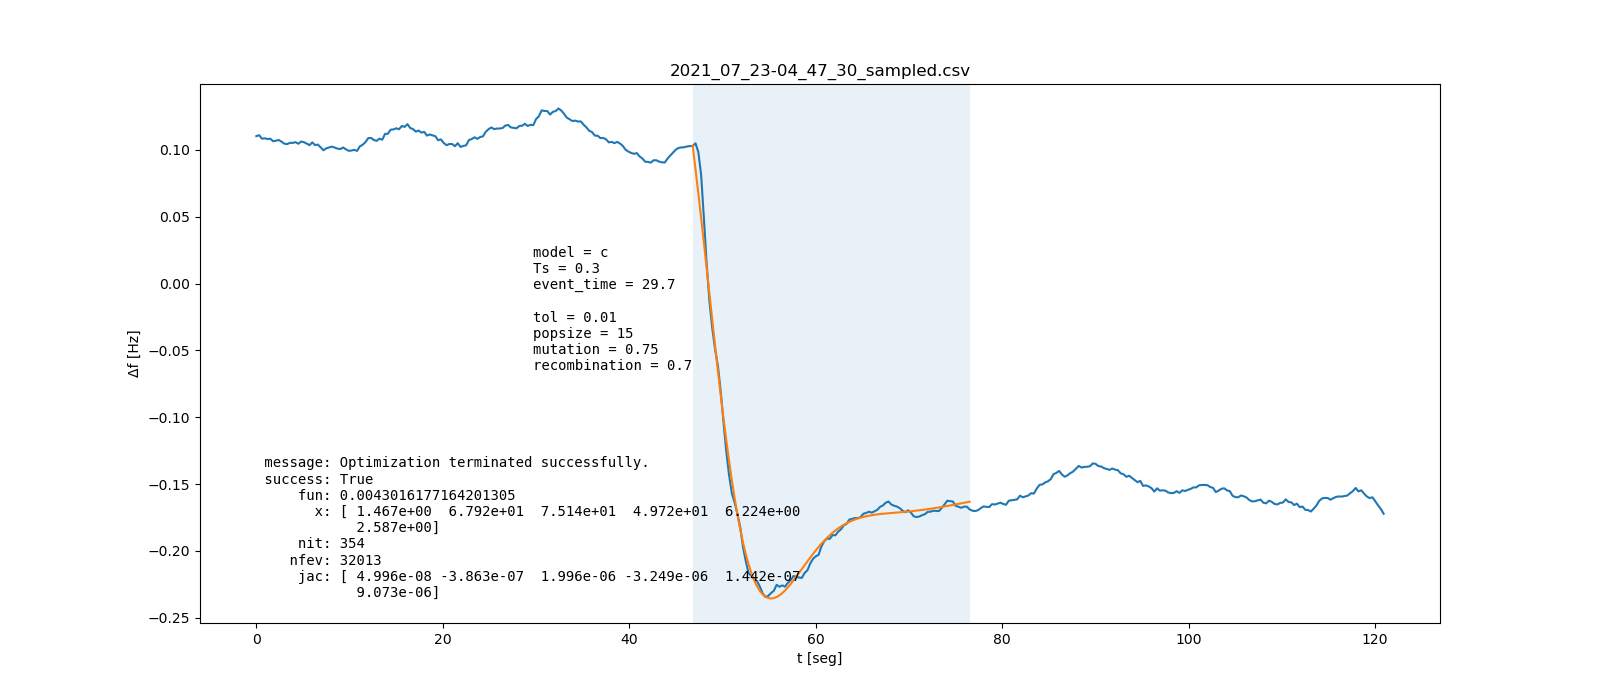 2021_07_23-04_47_30_sampled.csv
0.10
0.05
0.00
−0.05
−0.10
−0.15
−0.20
−0.25
Δf [Hz]
model = c
Ts = 0.3
event_time = 29.7
tol = 0.01
popsize = 15
mutation = 0.75
recombination = 0.7
message: Optimization terminated successfully.
success: True
fun: 0.0043016177164201305
x: [ 1.467e+00  6.792e+01  7.514e+01  4.972e+01  6.224e+00
2.587e+00]
nit: 354
nfev: 32013
jac: [ 4.996e-08 -3.863e-07  1.996e-06 -3.249e-06  1.442e-07
9.073e-06]
0 20 40 60 80 100 120
t [seg]